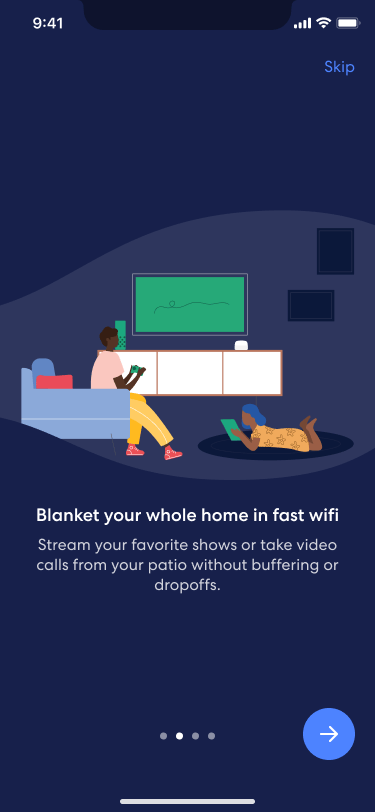 9:41
Skip
Blanket your whole home in fast wifi
Stream your favorite shows or take video
calls from your patio without buffering or
dropoffs.